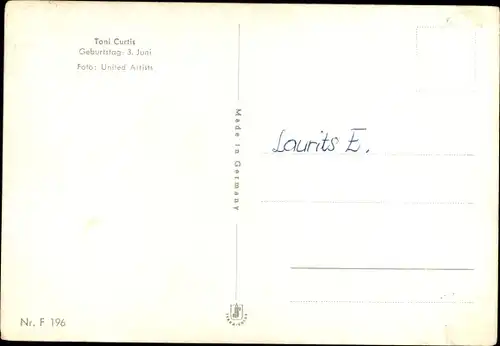 Toni Curtis
Geburtstag: 3. Juni
Foto: United Artists
Made in Germany
Laurits E.
Nr. F 196